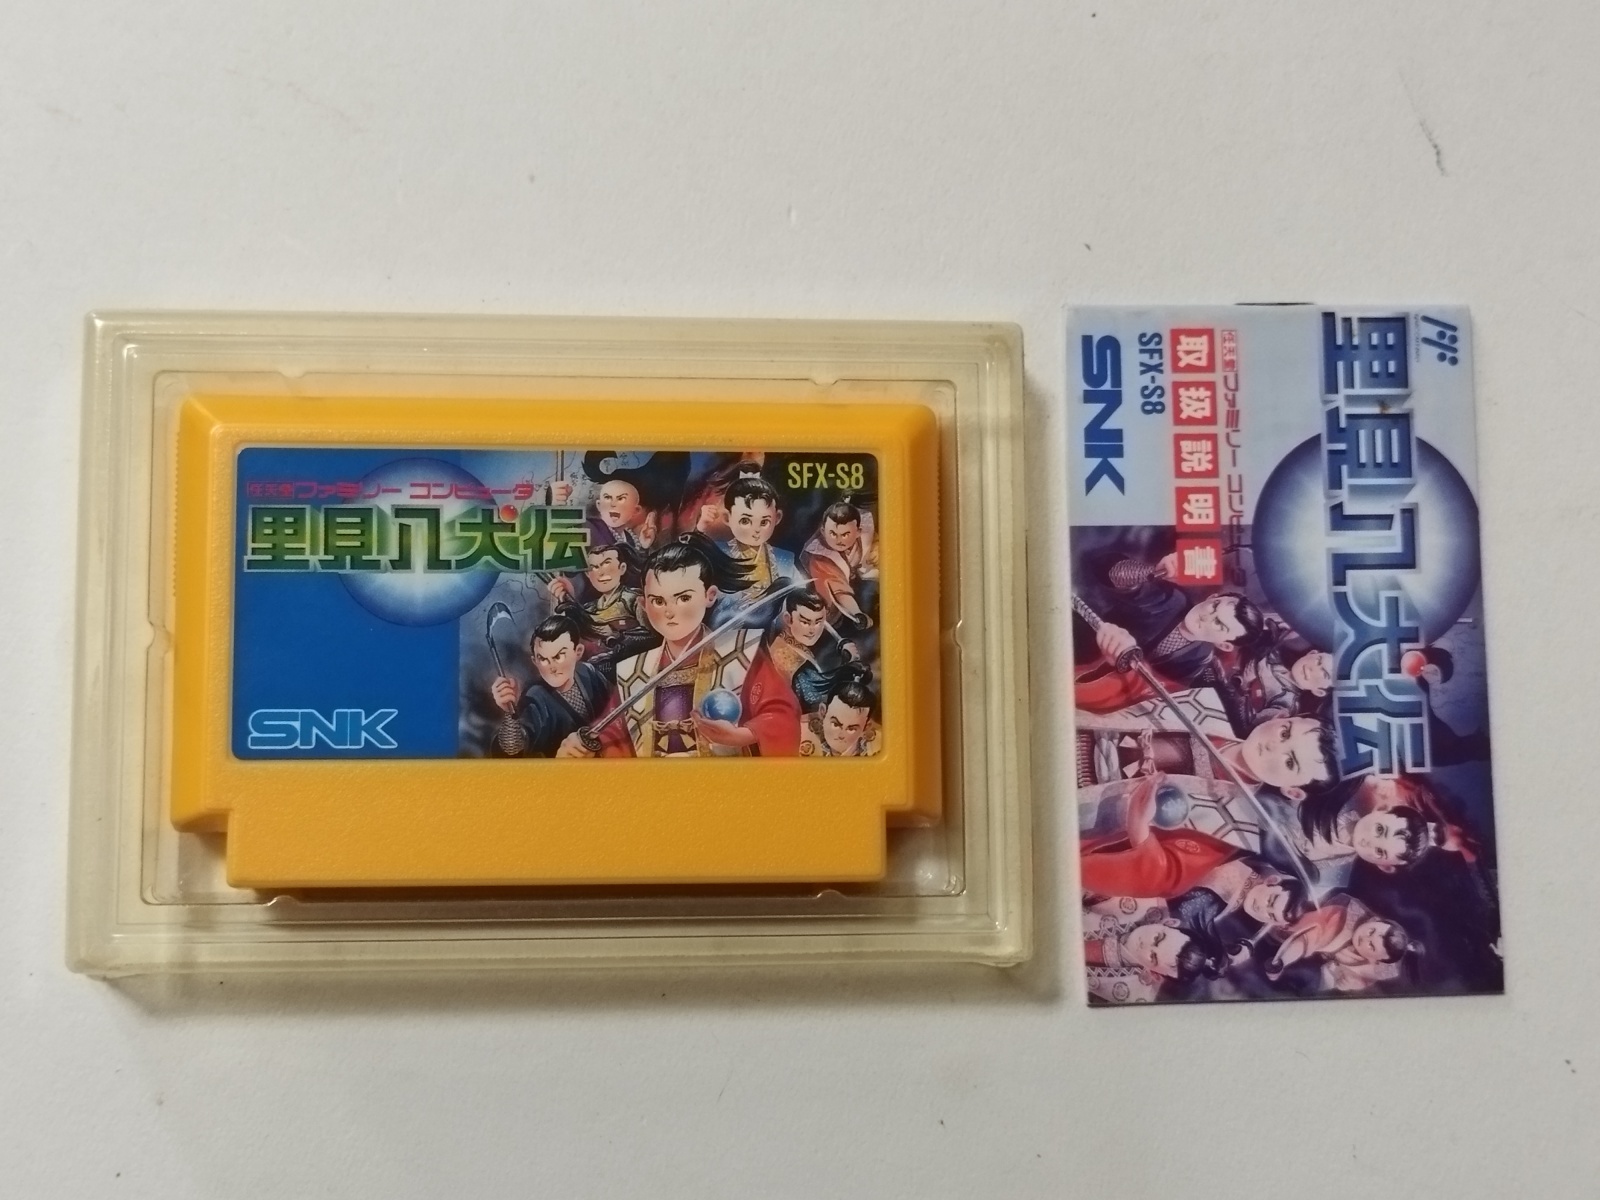 任天堂ファミリー コンピュータ
里見八犬伝
SFX-S8
SNK
里見八犬伝
任天堂ファミリー コンピュータ
取扱説明書
SFX-S8
SNK